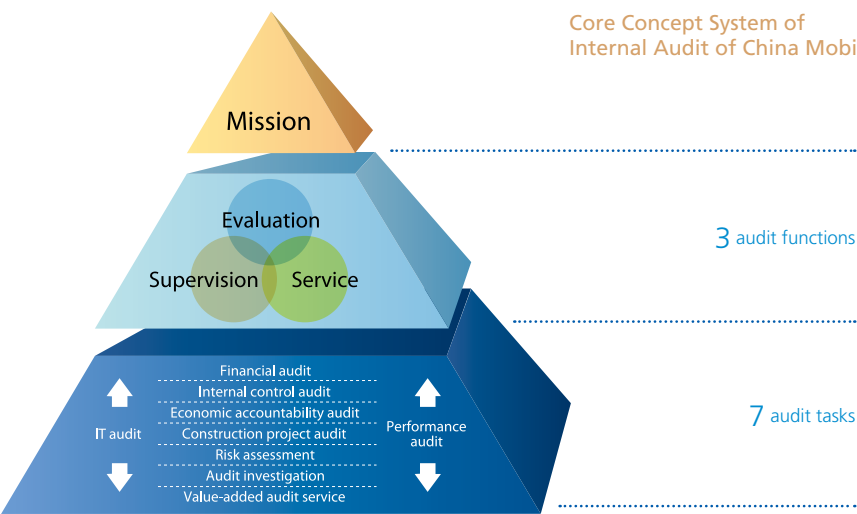 Core Concept System of
Internal Audit of China Mobi
Mission
Evaluation
Supervision
Service
3 audit functions
Financial audit
Internal control audit
Economic accountability audit
Construction project audit
Risk assessment
Audit investigation
Value-added audit service
IT audit
Performance
audit
7 audit tasks